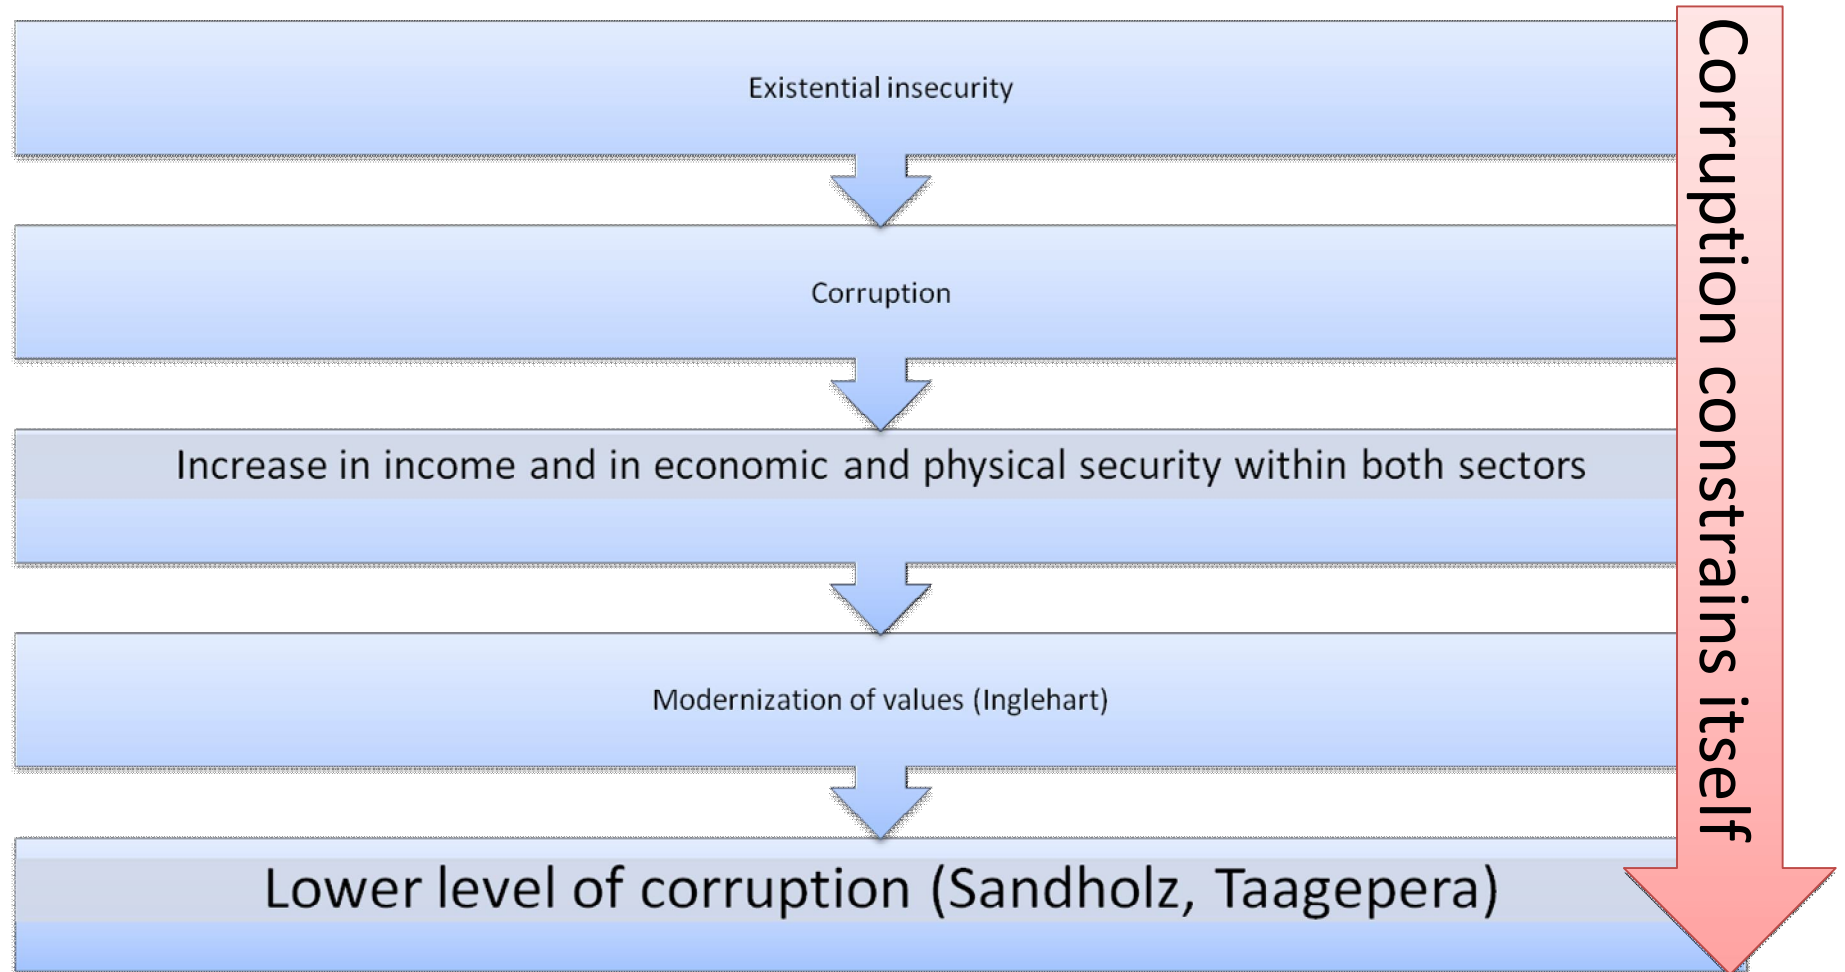 Existential insecurity
Corruption
Increase in income and in economic and physical security within both sectors
Modernization of values (Inglehart)
Lower level of corruption (Sandholz, Taagepera)
Corruption constrains itself